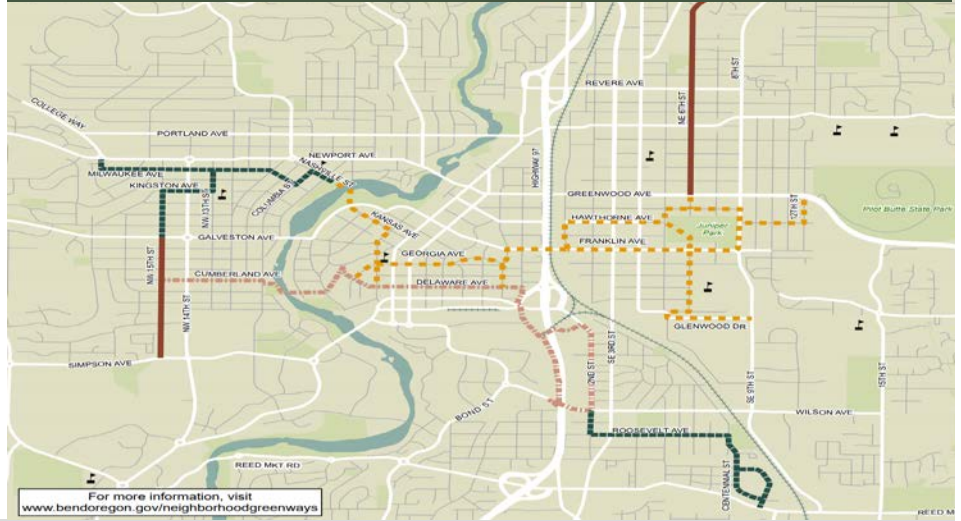 REVERE AVE
8TH ST
NE 6TH ST
COLLEGE WAY
PORTLAND AVE
HIGHWAY 97
NEWPORT AVE
NASHVILLE ST
MILWAUKEE AVE
KINGSTON AVE
COLUMBIA ST
NW 13TH ST
GREENWOOD AVE
12TH ST
Pilot Butte State Park
KANSAS AVE
HAWTHORNE AVE
Juniper
Park
GALVESTON AVE
FRANKLIN AVE
GEORGIA AVE
NW 15TH ST
CUMBERLAND AVE
DELAWARE AVE
NW 14TH ST
GLENWOOD DR
SE 3RD ST
2ND ST
SIMPSON AVE
SE 9TH ST
15TH ST
BOND ST
WILSON AVE
ROOSEVELT AVE
REED MKT RD
CENTENNIAL ST
REED M
For more information, visit
www.bendoregon.gov/neighborhoodgreenways